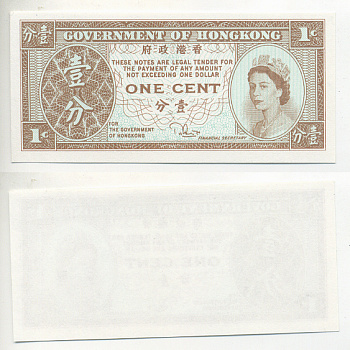 分壹 GOVERNMENT OF HONGKONG 1¢
府政港香
THESE NOTES ARE LEGAL TENDER FOR
THE PAYMENT OF ANY AMOUNT
NOT EXCEEDING ONE DOLLAR
壹分
ONE CENT
分壹
FOR
THE GOVERNMENT
OF HONGKONG
FINANCIAL SECRETARY
1¢ 分壹
ONE CENT